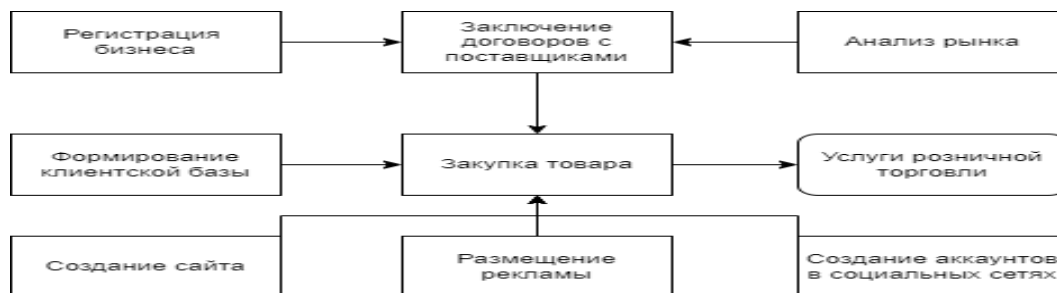 Регистрация
бизнеса
Заключение
договоров с
поставщиками
Анализ рынка
Формирование
клиентской базы
Закупка товара
Услуги розничной
торговли
Создание сайта
Размещение
рекламы
Создание аккаунтов
в социальных сетях